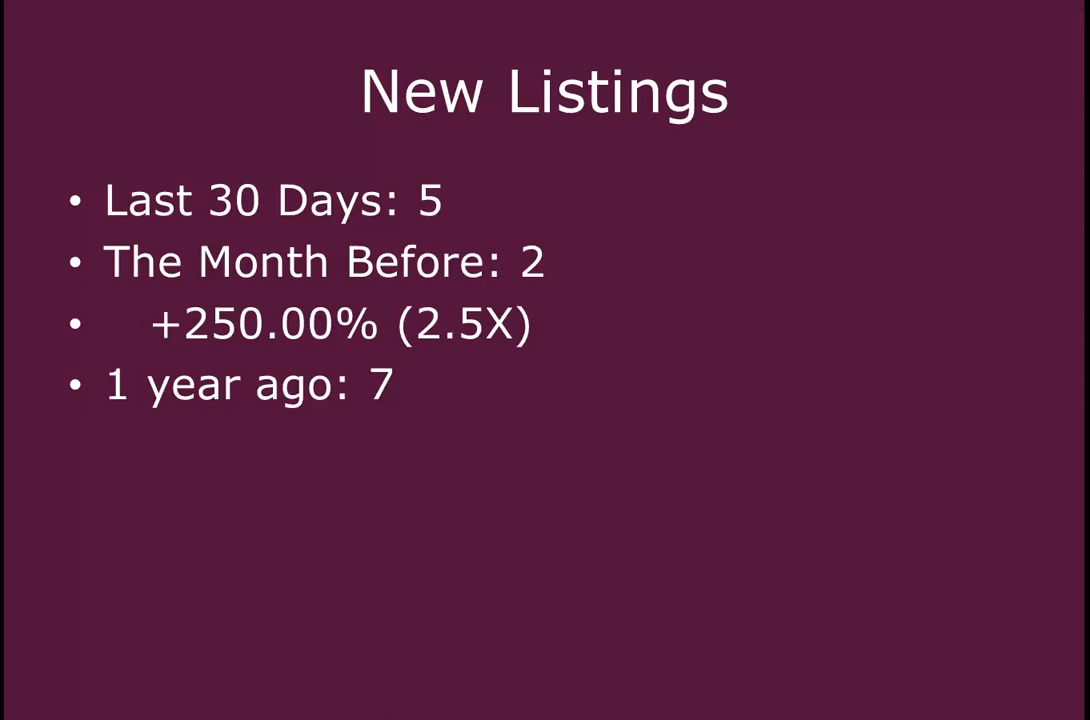 New Listings
• Last 30 Days: 5
• The Month Before: 2
• +250.00% (2.5X)
• 1 year ago: 7